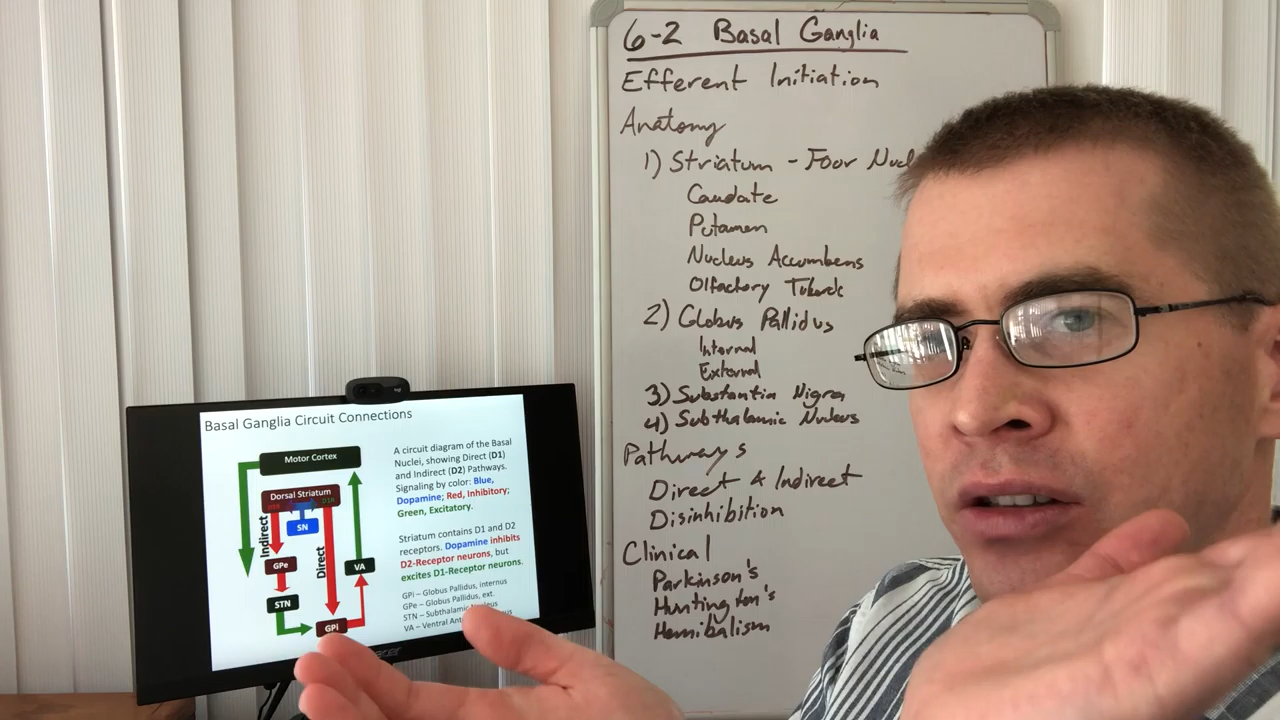 6-2 Basal Ganglia
Efferent Initiation
Anatomy
1) Striatum - Foor Nucl
Caudate
Putamen
Nucleus Accumbens
Olfactory
2) Globus Pallidus
Internal
External
3) Substantia Nigra
4) Subthalamic Nucleus
Pathways
Direct & Indirect
Disinhibition
Clinical
Parkinson's
Huntington's
Hemibalism
Basal Ganglia Circuit Connections
Motor Cortex
Dorsal Striatum
SN
Indirect
Direct
GPe
VA
STN
GPi
A circuit diagram of the Basal
Nuclei, showing Direct (D1)
and Indirect (D2) Pathways.
Signaling by color: Blue,
Dopamine; Red, Inhibitory;
Green, Excitatory.
Striatum contains D1 and D2
receptors. Dopamine inhibits
D2-Receptor neurons, but
excites D1-Receptor neurons.
GPi – Globus Pallidus, internus
GPe – Globus Pallidus, ext.
STN – Subthalamic Nucleus
VA – Ventral
acer